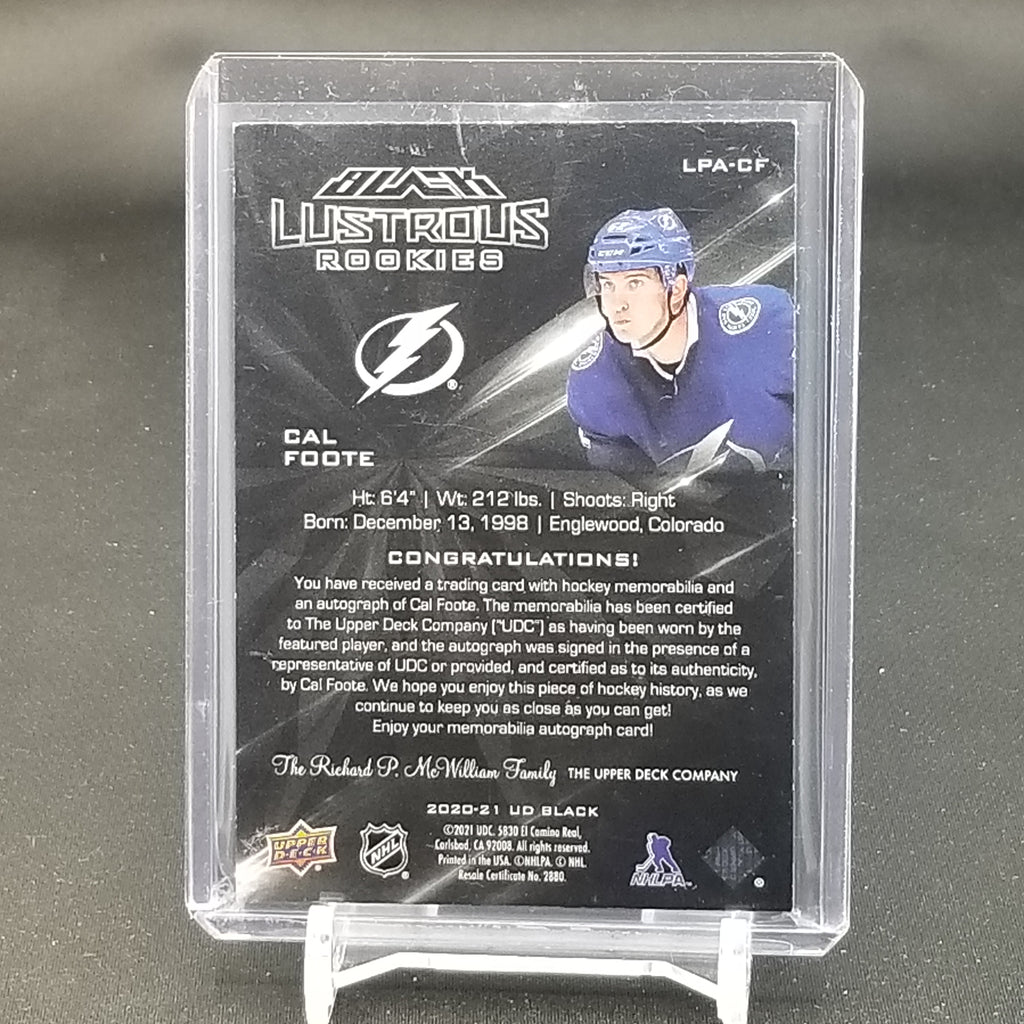 LPA-CF
BLACK
LUSTROUS
ROOKIES
CCM
CAL
FOOTE
Ht: 6'4" | Wt: 212 lbs. | Shoots: Right
Born: December 13, 1998 | Englewood, Colorado
CONGRATULATIONS!
You have received a trading card with hockey memorabilia and
an autograph of Cal Foote. The memorabilia has been certified
to The Upper Deck Company ("UDC") as having been worn by the
featured player, and the autograph was signed in the presence of a
representative of UDC or provided, and certified as to its authenticity,
by Cal Foote. We hope you enjoy this piece of hockey history, as we
continue to keep you as close as you can get!
Enjoy your memorabilia autograph card!
The Richard P. McWilliam Family THE UPPER DECK COMPANY
2020-21 UD BLACK
©2021 UDC. 5830 El Camino Real,
Carlsbad, CA 92008. All rights reserved.
Printed in the USA. ©NHLPA. © NHL.
Resale Certificate No. 2880.
UPPER
D·E·C·K
NHL
NHLPA